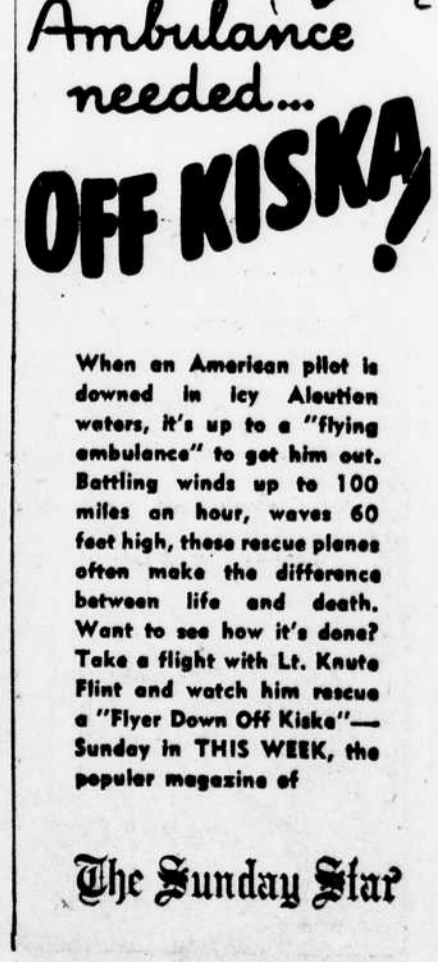 Ambulance
needed...
OFF KISKA!
When an American pilot is
downed in icy Aleutian
waters, it's up to a "flying
ambulance" to get him out.
Battling winds up to 100
miles an hour, waves 60
feet high, these rescue planes
often make the difference
between life and death.
Want to see how it's done?
Take a flight with Lt. Knute
Flint and watch him rescue
a "Flyer Down Off Kiska"—
Sunday in THIS WEEK, the
popular magazine of
The Sunday Star